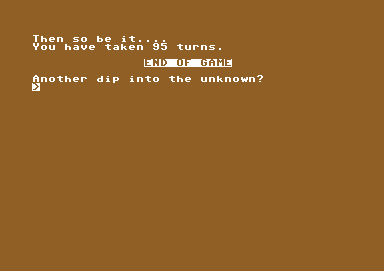 Then so be it....
You have taken 95 turns.
END OF GAME
Another dip into the unknown?
>